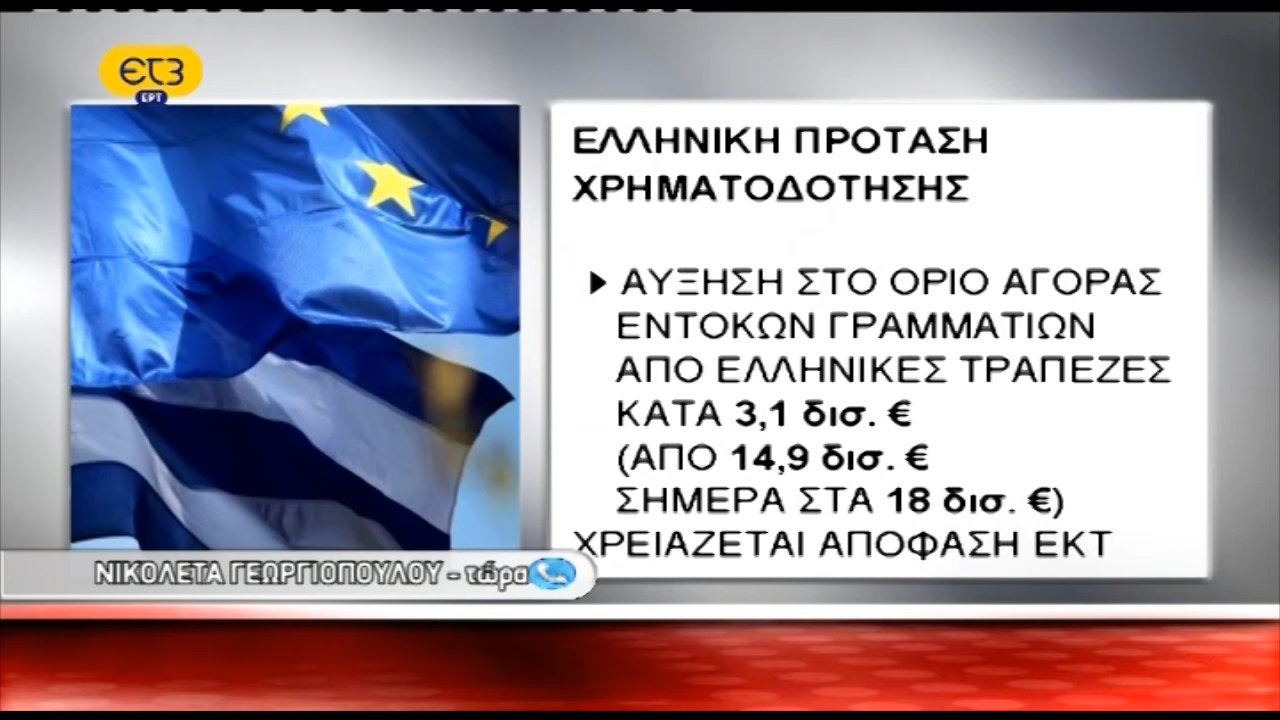 ετ3
ΕΡΤ
ΕΛΛΗΝΙΚΗ ΠΡΟΤΑΣΗ
ΧΡΗΜΑΤΟΔΟΤΗΣΗΣ
ΑΥΞΗΣΗ ΣΤΟ ΟΡΙΟ ΑΓΟΡΑΣ
ΕΝΤΟΚΩΝ ΓΡΑΜΜΑΤΙΩΝ
ΑΠΟ ΕΛΛΗΝΙΚΕΣ ΤΡΑΠΕΖΕΣ
ΚΑΤΑ 3,1 δισ. €
(ΑΠΟ 14,9 δισ. €
ΣΗΜΕΡΑ ΣΤΑ 18 δισ. €)
ΧΡΕΙΑΖΕΤΑΙ ΑΠΟΦΑΣΗ ΕΚΤ
ΝΙΚΟΛΕΤΑ ΓΕΩΡΓΙΟΠΟΥΛΟΥ - τώρα